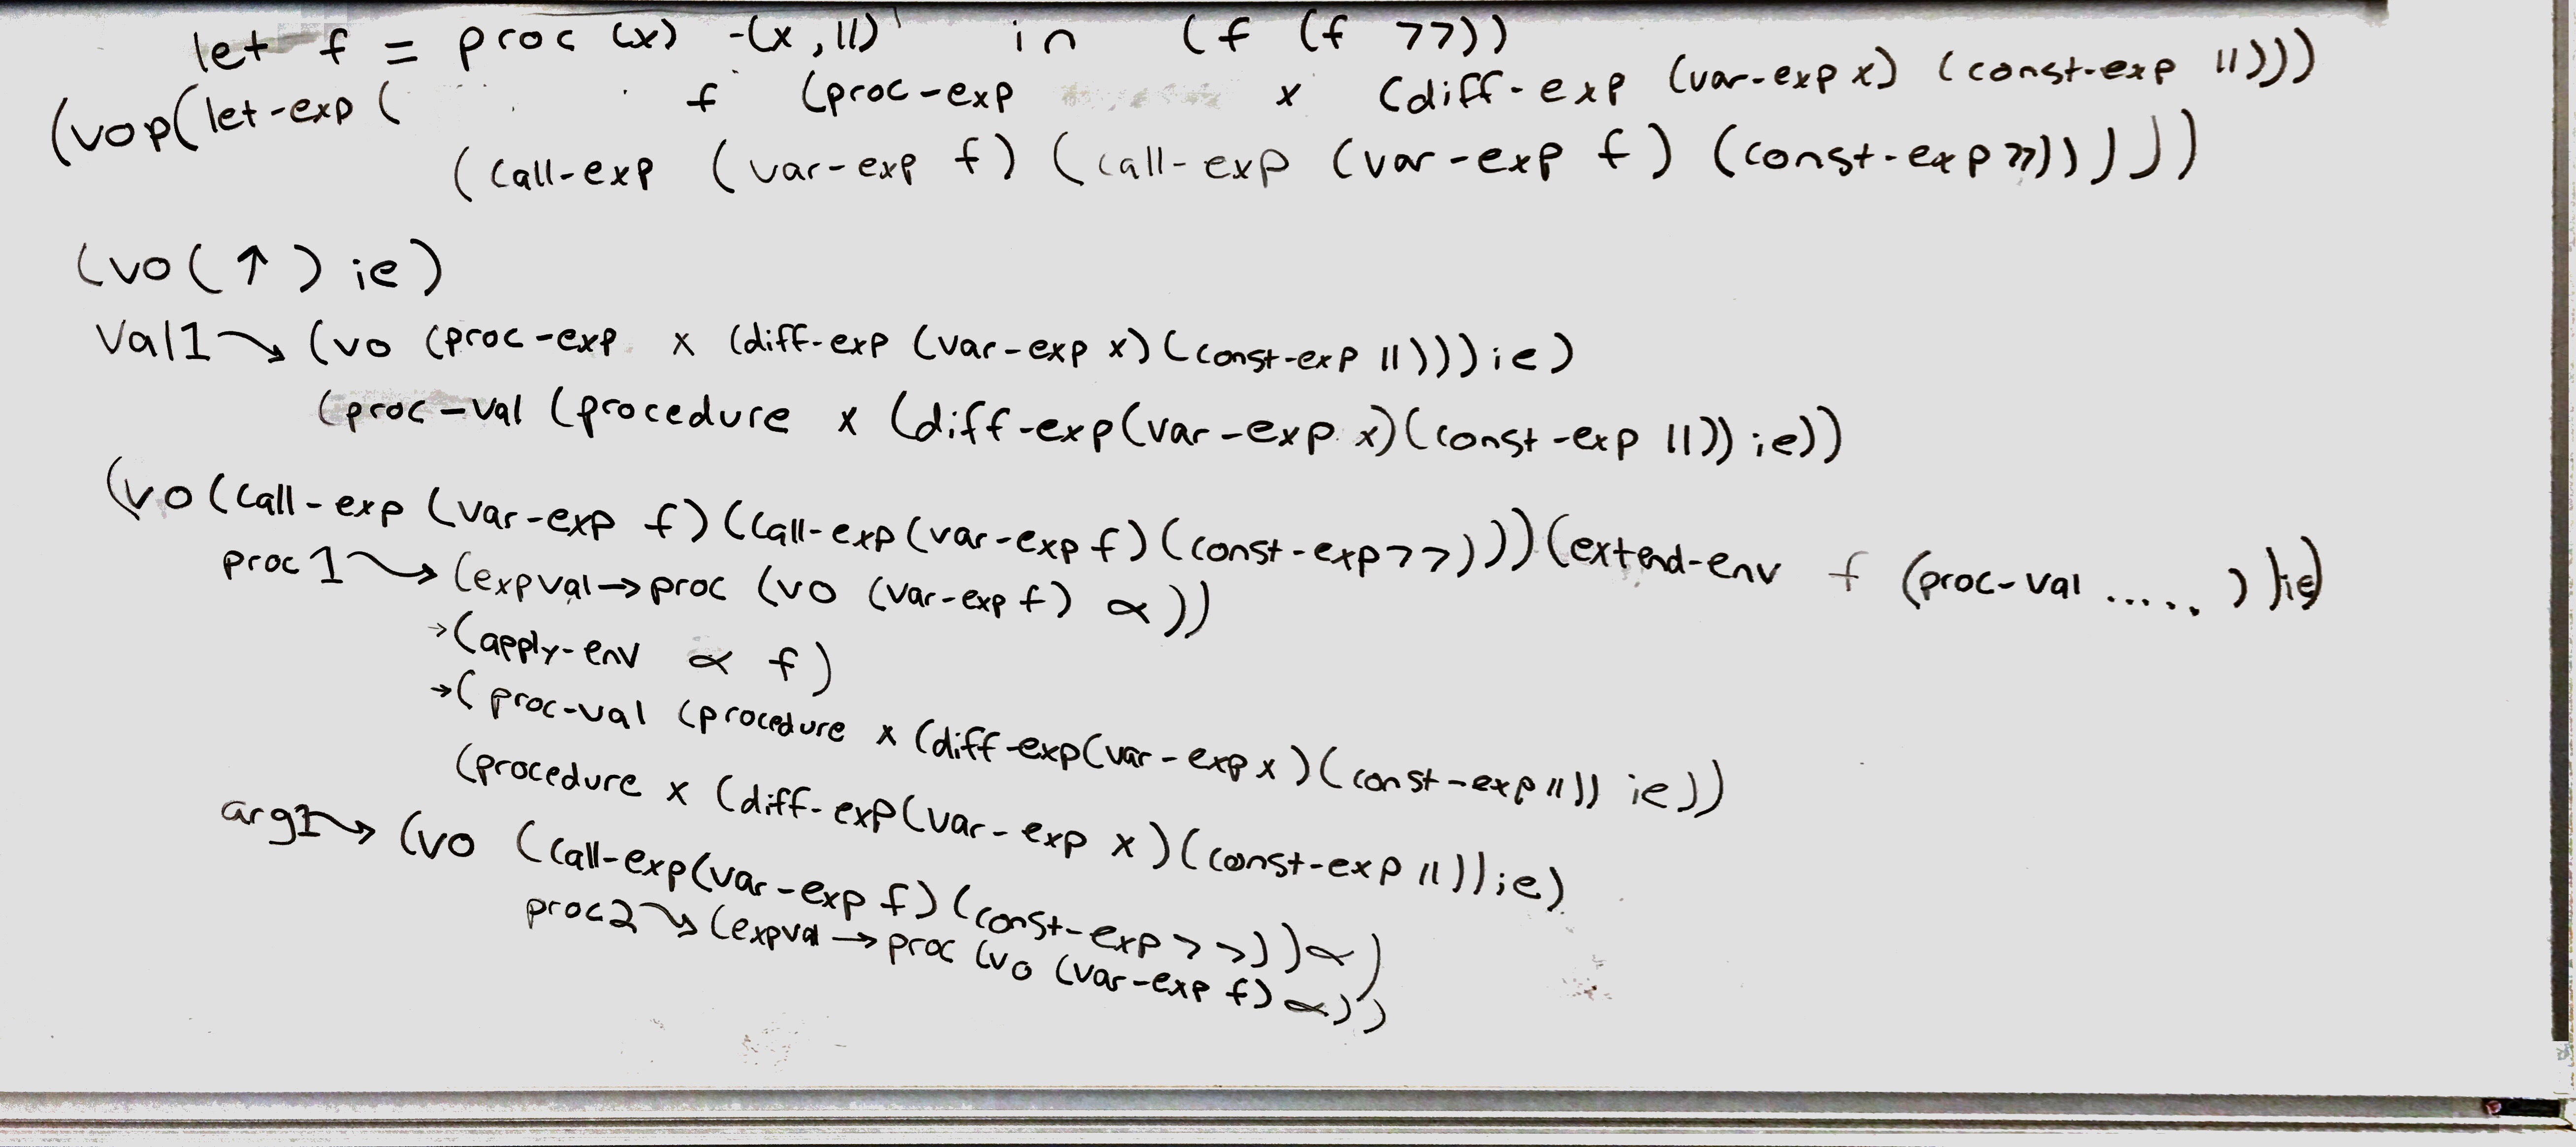 let f = proc (x) -(x,11) in (f (f 77))
(vop(let-exp ( f (proc-exp x (diff-exp (var-exp x) (const-exp 11)))
(call-exp (var-exp f) (call-exp (var-exp f) (const-exp 77))))))
(vo(↑) ie)
val1 → (vo (proc-exp x (diff-exp (var-exp x)(const-exp 11))) ie)
(proc-val (procedure x (diff-exp(var-exp x)(const-exp 11)) ie))
(vo(call-exp (var-exp f)(call-exp(var-exp f)(const-exp 77))))(extend-env f (proc-val .....) )ie)
proc1 → (expval→proc (vo (var-exp f) ∝))
→(apply-env ∝ f)
→( proc-val (procedure x (diff-exp(var-exp x)(const-exp 11)) ie))
(procedure x (diff-exp(var-exp x)(const-exp 11)) ie)
arg1 → (vo (call-exp(var-exp f)(const-exp 77)) ∝)
proc2 → (expval→proc (vo (var-exp f) ∝))